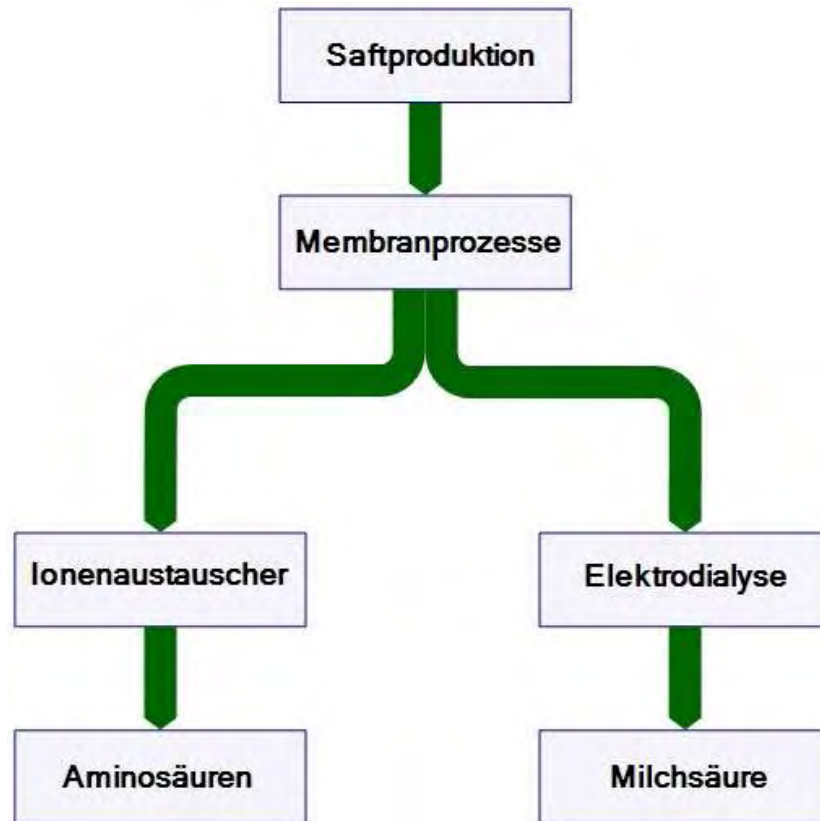 Saftproduktion
Membranprozesse
Ionenaustauscher
Elektrodialyse
Aminosäuren
Milchsäure